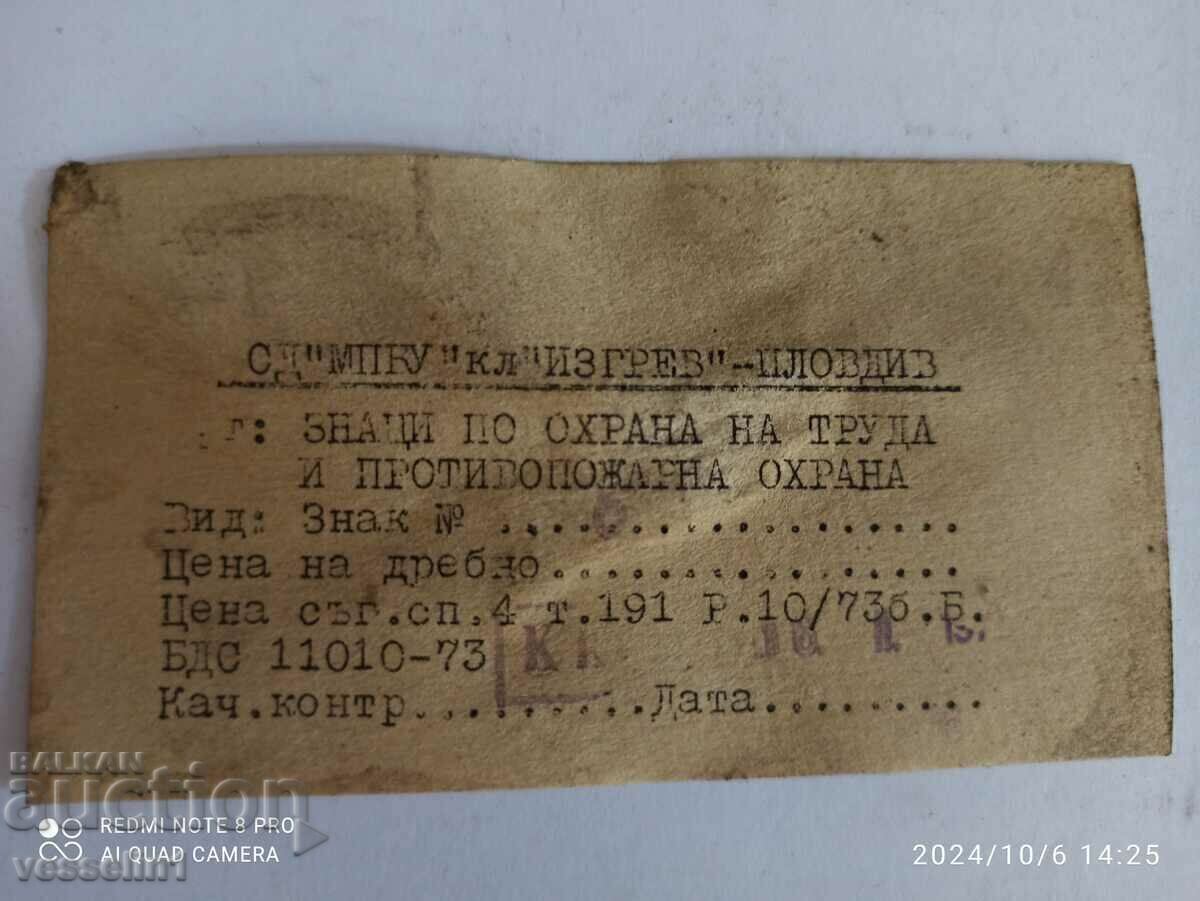 СД"МПБУ"кл"ИЗГРЕВ"-ПЛОВДИВ
ЗНАЦИ ПО ОХРАНА НА ТРУДА
И ПРОТИВОПОЖАРНА ОХРАНА
Вид: Знак № ....6.............
Цена на дребно................
Цена съг.сп.4 т.191 Р.10/73б.Б.
БДС 11010-73
Кач.контр.........Дата.........
BALKAN
auction
vesselin1
REDMI NOTE 8 PRO
AI QUAD CAMERA
2024/10/6 14:25